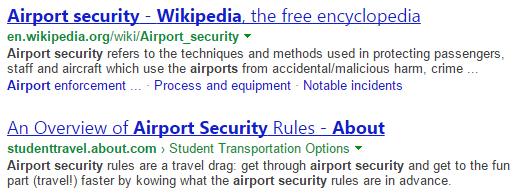 Airport security - Wikipedia, the free encyclopedia
en.wikipedia.org/wiki/Airport_security
Airport security refers to the techniques and methods used in protecting passengers,
staff and aircraft which use the airports from accidental/malicious harm, crime ...
Airport enforcement ... · Process and equipment · Notable incidents
An Overview of Airport Security Rules - About
studenttravel.about.com › Student Transportation Options
Airport security rules are a travel drag: get through airport security and get to the fun
part (travel!) faster by kowing what the airport security rules are in advance.